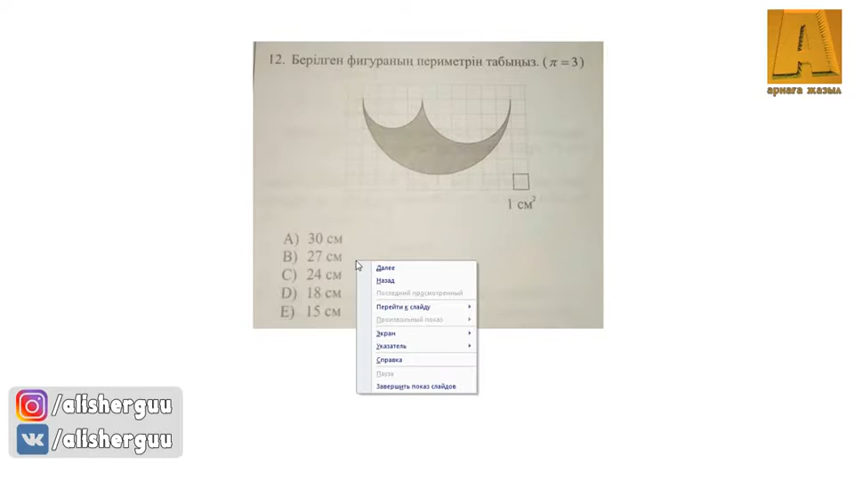 12. Берілген фигураның периметрін табыңыз. ( π = 3 )
1 см²
A) 30 см
B) 27 см
C) 24 см
D) 18 см
E) 15 см
Далее
Назад
Последний просмотренный
Перейти к слайду
Произвольный показ
Экран
Указатель
Справка
Пауза
Завершить показ слайдов
A
арнаға жазыл
/alisherguu
/alisherguu